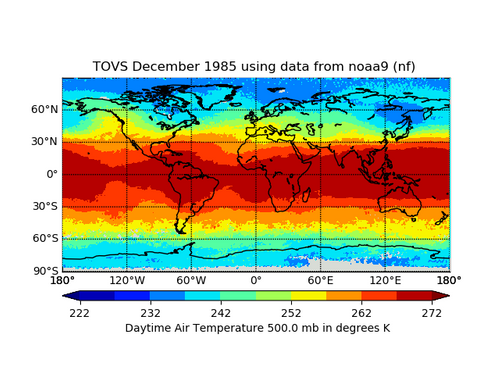 TOVS December 1985 using data from noaa9 (nf)
60°N
30°N
0°
30°S
60°S
90°S
180° 120°W 60°W 0° 60°E 120°E 180°
222 232 242 252 262 272
Daytime Air Temperature 500.0 mb in degrees K